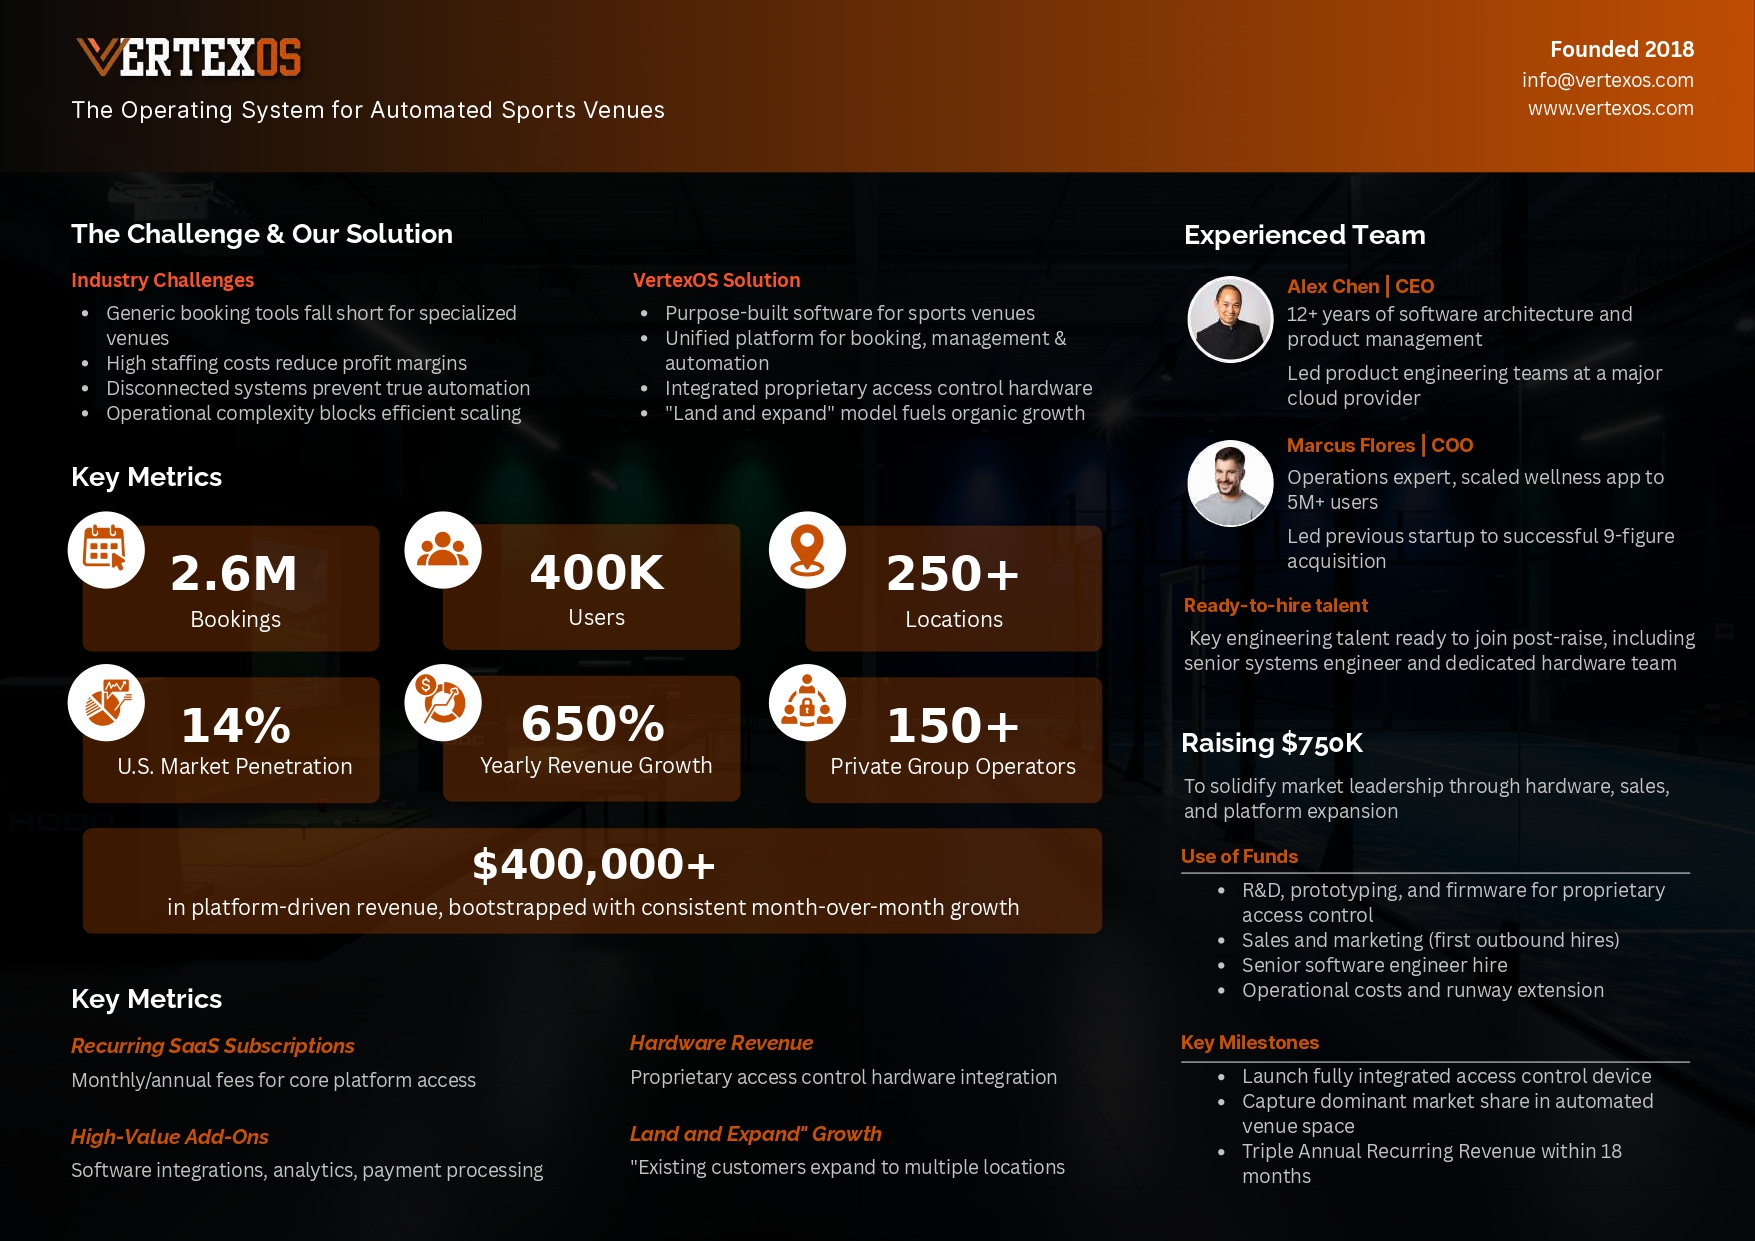 VERTEXOS
The Operating System for Automated Sports Venues
Founded 2018
info@vertexos.com
www.vertexos.com
The Challenge & Our Solution
Industry Challenges
• Generic booking tools fall short for specialized
venues
• High staffing costs reduce profit margins
• Disconnected systems prevent true automation
• Operational complexity blocks efficient scaling
VertexOS Solution
• Purpose-built software for sports venues
• Unified platform for booking, management &
automation
• Integrated proprietary access control hardware
• "Land and expand" model fuels organic growth
Key Metrics
2.6M
Bookings
400K
Users
250+
Locations
14%
U.S. Market Penetration
650%
Yearly Revenue Growth
150+
Private Group Operators
$400,000+
in platform-driven revenue, bootstrapped with consistent month-over-month growth
Key Metrics
Recurring SaaS Subscriptions
Monthly/annual fees for core platform access
Hardware Revenue
Proprietary access control hardware integration
High-Value Add-Ons
Software integrations, analytics, payment processing
Land and Expand" Growth
"Existing customers expand to multiple locations
Experienced Team
Alex Chen | CEO
12+ years of software architecture and
product management
Led product engineering teams at a major
cloud provider
Marcus Flores | COO
Operations expert, scaled wellness app to
5M+ users
Led previous startup to successful 9-figure
acquisition
Ready-to-hire talent
Key engineering talent ready to join post-raise, including
senior systems engineer and dedicated hardware team
Raising $750K
To solidify market leadership through hardware, sales,
and platform expansion
Use of Funds
• R&D, prototyping, and firmware for proprietary
access control
• Sales and marketing (first outbound hires)
• Senior software engineer hire
• Operational costs and runway extension
Key Milestones
• Launch fully integrated access control device
• Capture dominant market share in automated
venue space
• Triple Annual Recurring Revenue within 18
months